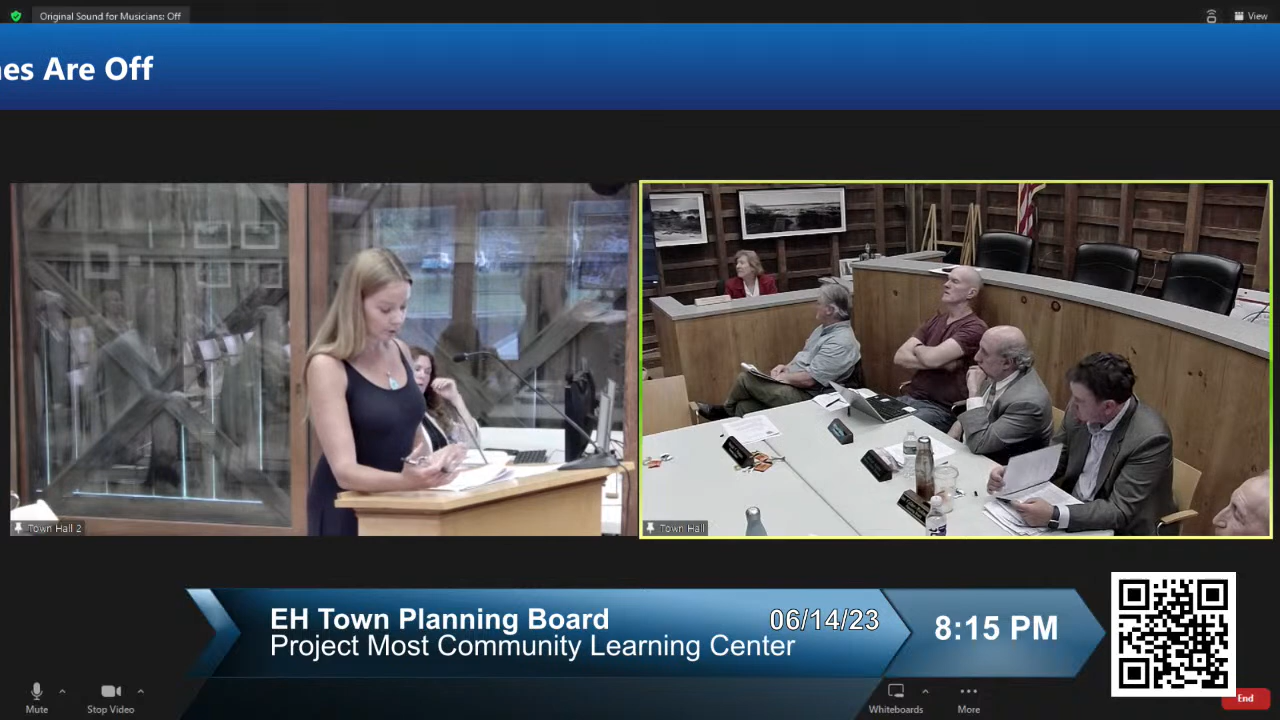 Original Sound for Musicians: Off
View
nes Are Off
Town Hall 2
Town Hall
EH Town Planning Board
06/14/23
8:15 PM
Project Most Community Learning Center
Mute
Stop Video
Whiteboards
More
End